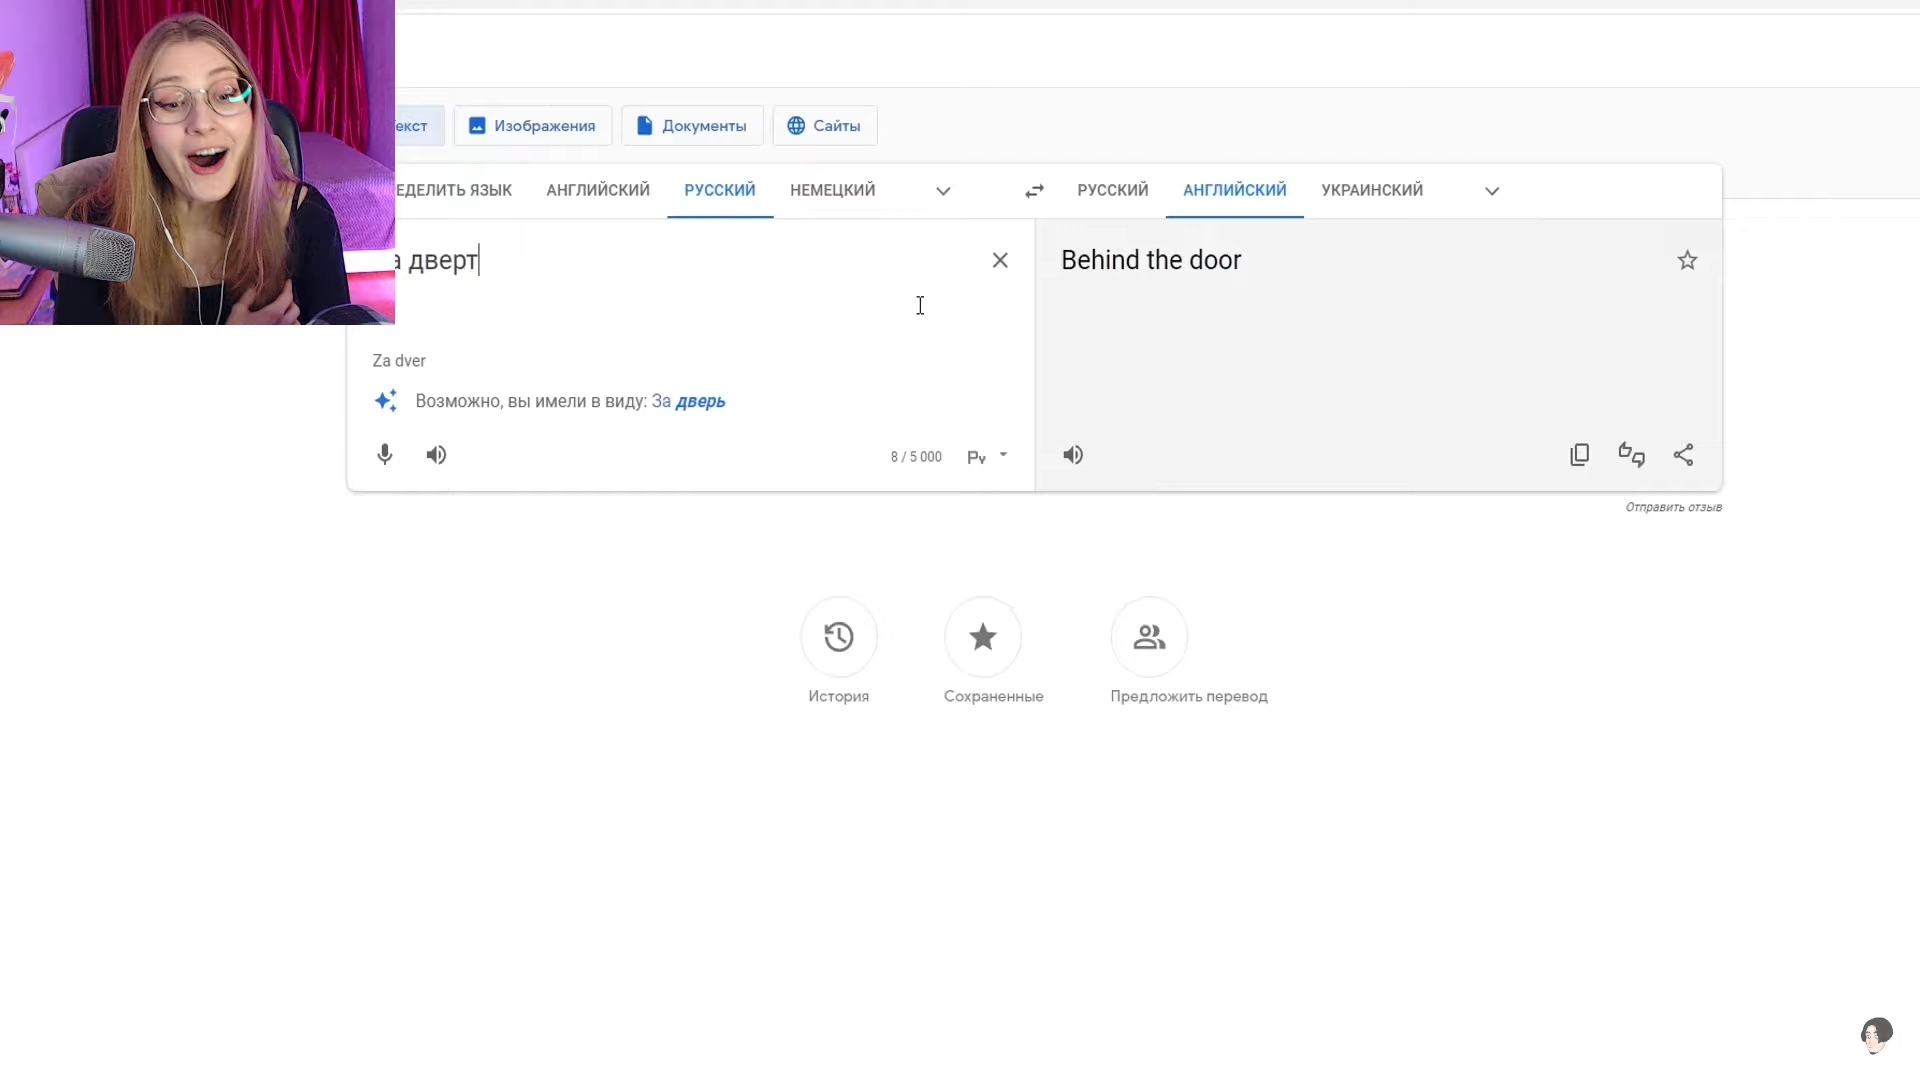 екст
Изображения
Документы
Сайты
РЕДЕЛИТЬ ЯЗЫК
АНГЛИЙСКИЙ
РУССКИЙ
НЕМЕЦКИЙ
РУССКИЙ
АНГЛИЙСКИЙ
УКРАИНСКИЙ
а дверт
Behind the door
Za dver
Возможно, вы имели в виду: За дверь
8 / 5 000
Ру
Отправить отзыв
История
Сохраненные
Предложить перевод